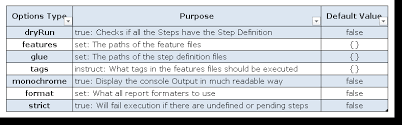 Options Type Purpose Default Value
dryRun true: Checks if all the Steps have the Step Definition false
features set: The paths of the feature files {}
glue set: The paths of the step definition files {}
tags instruct: What tags in the features files should be executed {}
monochrome true: Display the console Output in much readable way false
format set: What all report formaters to use false
strict true: Will fail execution if there are undefined or pending steps false